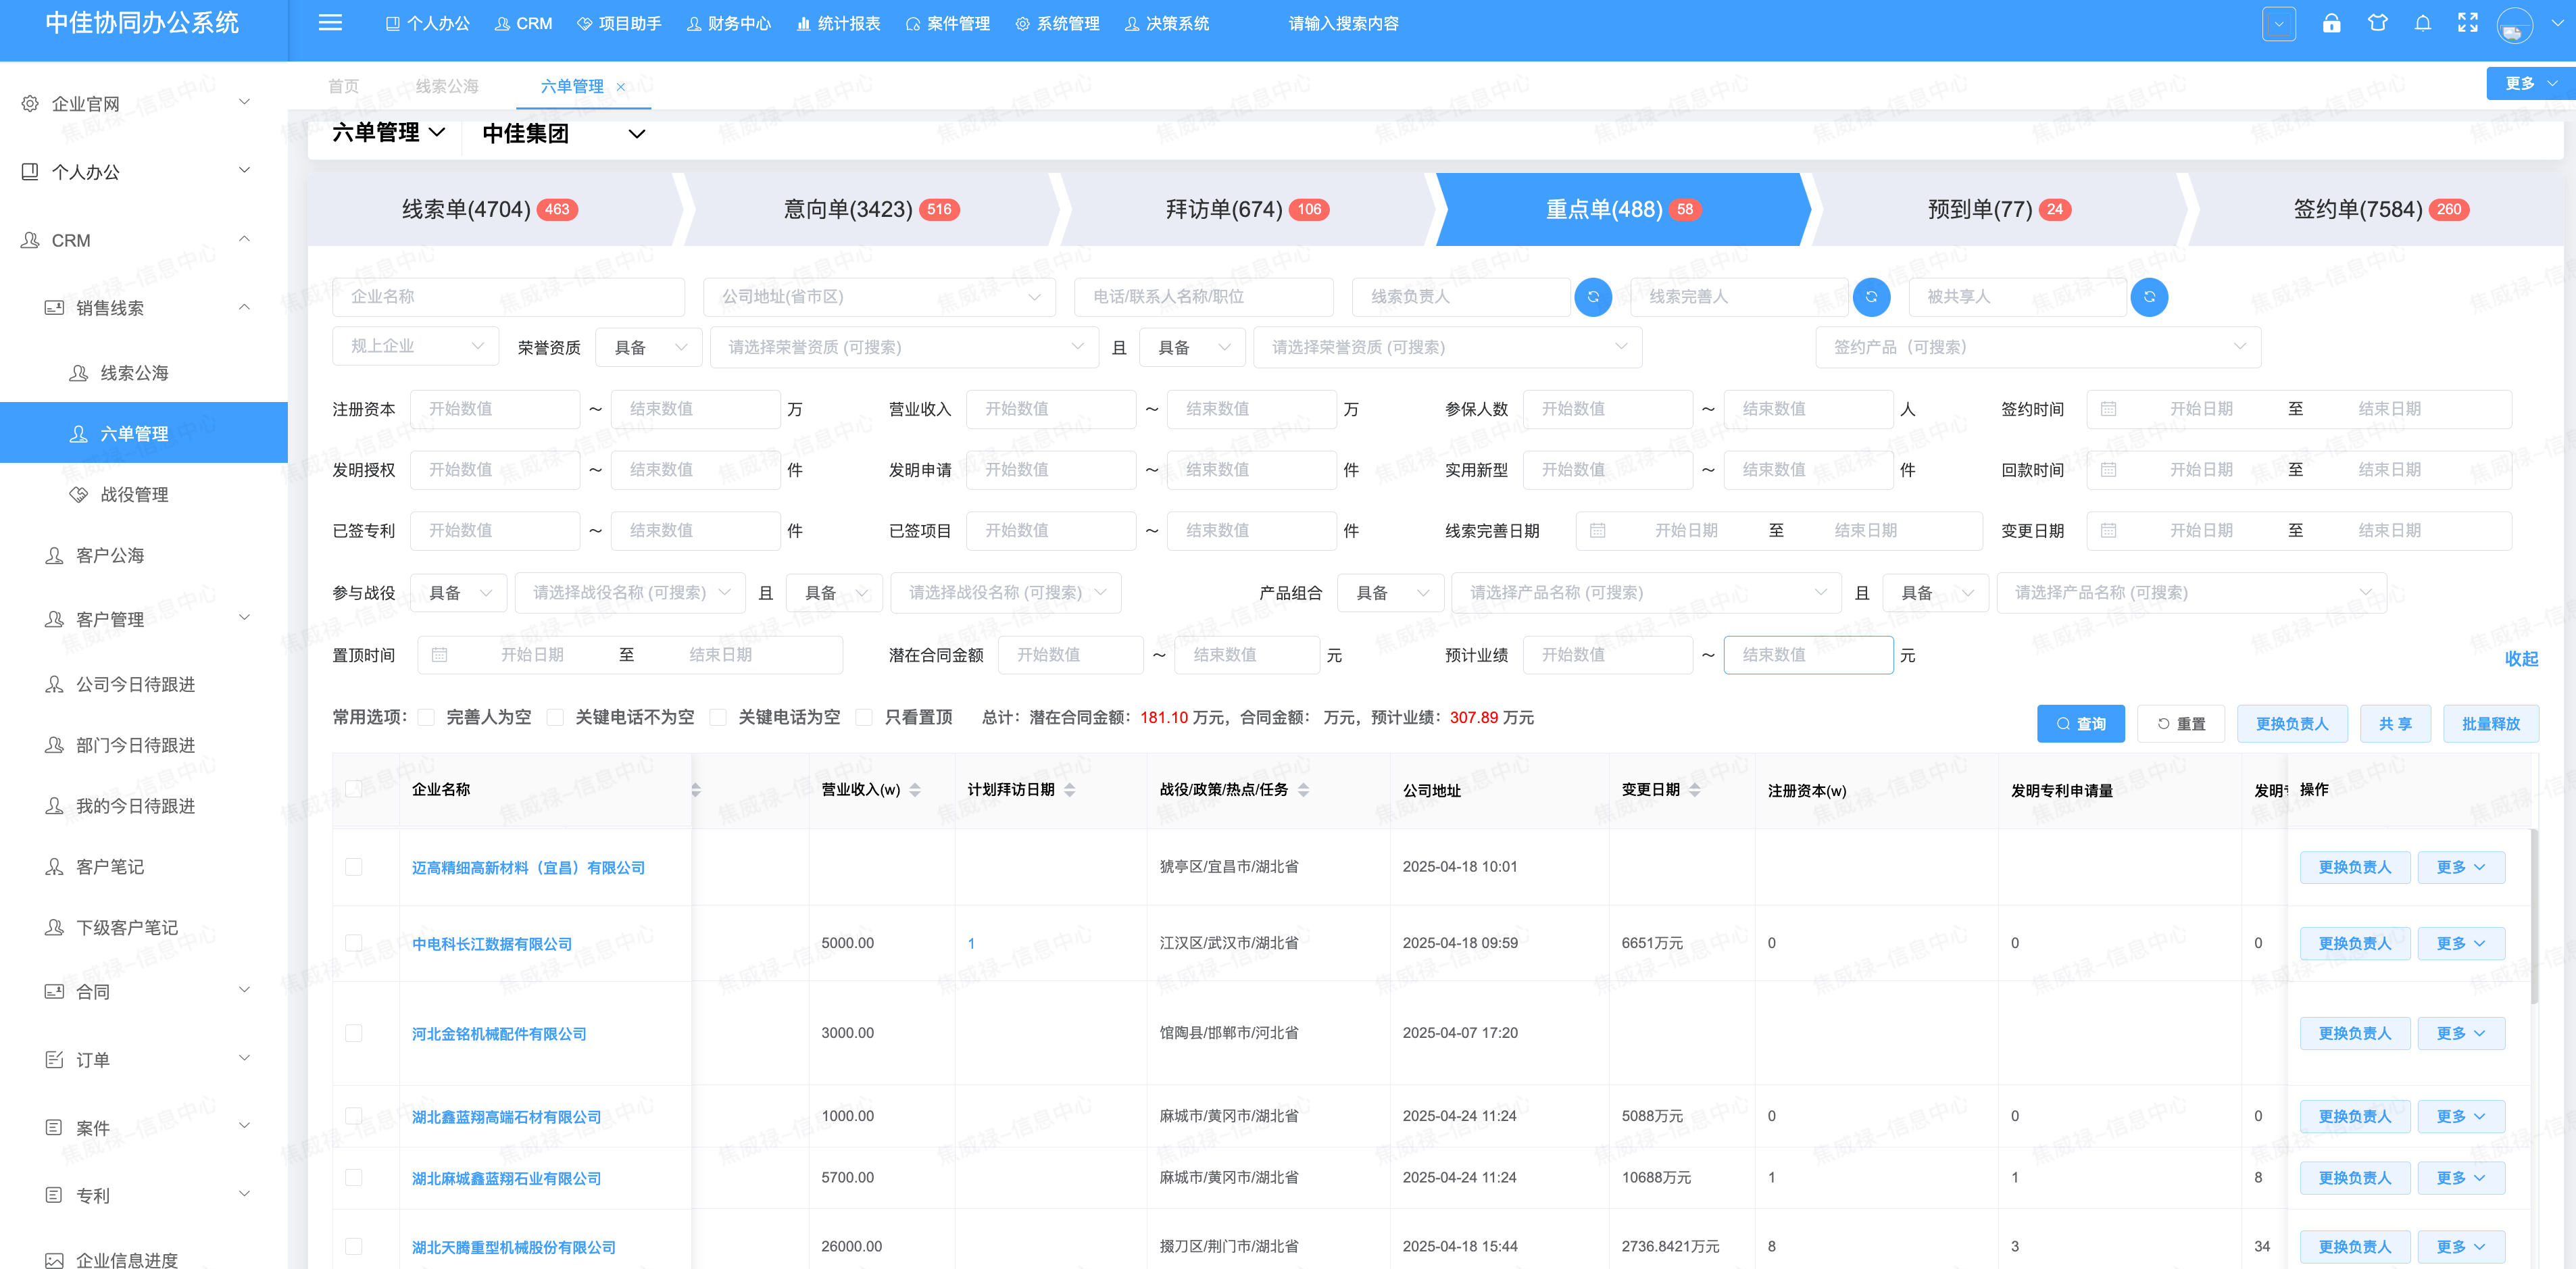 中佳协同办公系统
个人办公 CRM 项目助手 财务中心 统计报表 案件管理 系统管理 决策系统 请输入搜索内容
首页 线索公海 六单管理 × 更多
六单管理 中佳集团
线索单(4704) 463 意向单(3423) 516 拜访单(674) 106 重点单(488) 58 预到单(77) 24 签约单(7584) 260
企业官网
个人办公
CRM
销售线索
线索公海
六单管理
战役管理
客户公海
客户管理
公司今日待跟进
部门今日待跟进
我的今日待跟进
客户笔记
下级客户笔记
合同
订单
案件
专利
企业信息进度
企业名称 公司地址(省市区) 电话/联系人名称/职位 线索负责人 线索完善人 被共享人
规上企业 荣誉资质 具备 请选择荣誉资质 (可搜索) 且 具备 请选择荣誉资质 (可搜索) 签约产品（可搜索）
注册资本 开始数值 ~ 结束数值 万 营业收入 开始数值 ~ 结束数值 万 参保人数 开始数值 ~ 结束数值 人 签约时间 开始日期 至 结束日期
发明授权 开始数值 ~ 结束数值 件 发明申请 开始数值 ~ 结束数值 件 实用新型 开始数值 ~ 结束数值 件 回款时间 开始日期 至 结束日期
已签专利 开始数值 ~ 结束数值 件 已签项目 开始数值 ~ 结束数值 件 线索完善日期 开始日期 至 结束日期 变更日期 开始日期 至 结束日期
参与战役 具备 请选择战役名称 (可搜索) 且 具备 请选择战役名称 (可搜索) 产品组合 具备 请选择产品名称 (可搜索) 且 具备 请选择产品名称 (可搜索)
置顶时间 开始日期 至 结束日期 潜在合同金额 开始数值 ~ 结束数值 元 预计业绩 开始数值 ~ 结束数值 元 收起
常用选项： 完善人为空 关键电话不为空 关键电话为空 只看置顶 总计：潜在合同金额：181.10 万元，合同金额： 万元，预计业绩：307.89 万元
查询 重置 更换负责人 共 享 批量释放
企业名称 营业收入(w) 计划拜访日期 战役/政策/热点/任务 公司地址 变更日期 注册资本(w) 发明专利申请量 发明 操作
迈高精细高新材料（宜昌）有限公司 猇亭区/宜昌市/湖北省 2025-04-18 10:01 更换负责人 更多
中电科长江数据有限公司 5000.00 1 江汉区/武汉市/湖北省 2025-04-18 09:59 6651万元 0 0 0 更换负责人 更多
河北金铭机械配件有限公司 3000.00 馆陶县/邯郸市/河北省 2025-04-07 17:20 更换负责人 更多
湖北鑫蓝翔高端石材有限公司 1000.00 麻城市/黄冈市/湖北省 2025-04-24 11:24 5088万元 0 0 0 更换负责人 更多
湖北麻城鑫蓝翔石业有限公司 5700.00 麻城市/黄冈市/湖北省 2025-04-24 11:24 10688万元 1 1 8 更换负责人 更多
湖北天腾重型机械股份有限公司 26000.00 掇刀区/荆门市/湖北省 2025-04-18 15:44 2736.8421万元 8 3 34 更换负责人 更多
焦威禄-信息中心